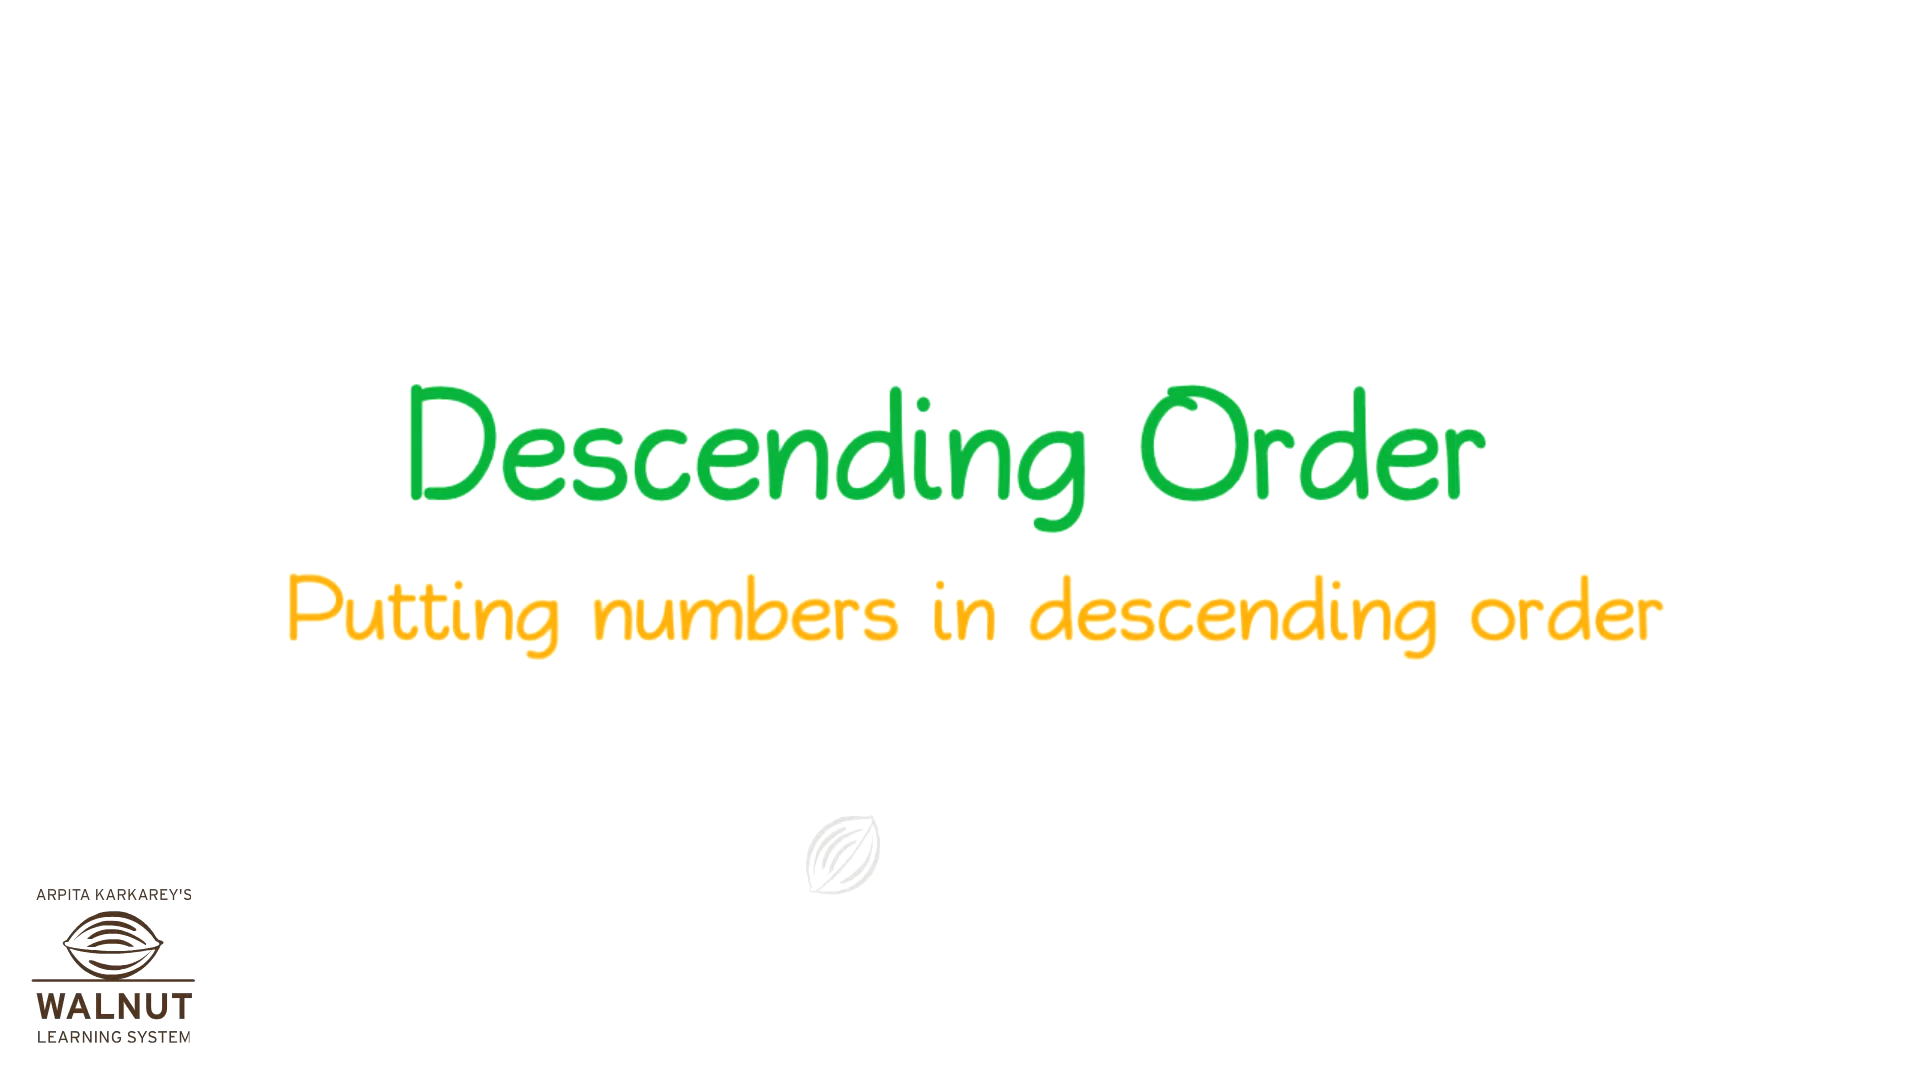 Descending Order
Putting numbers in descending order
ARPITA KARKAREY'S
WALNUT
LEARNING SYSTEM